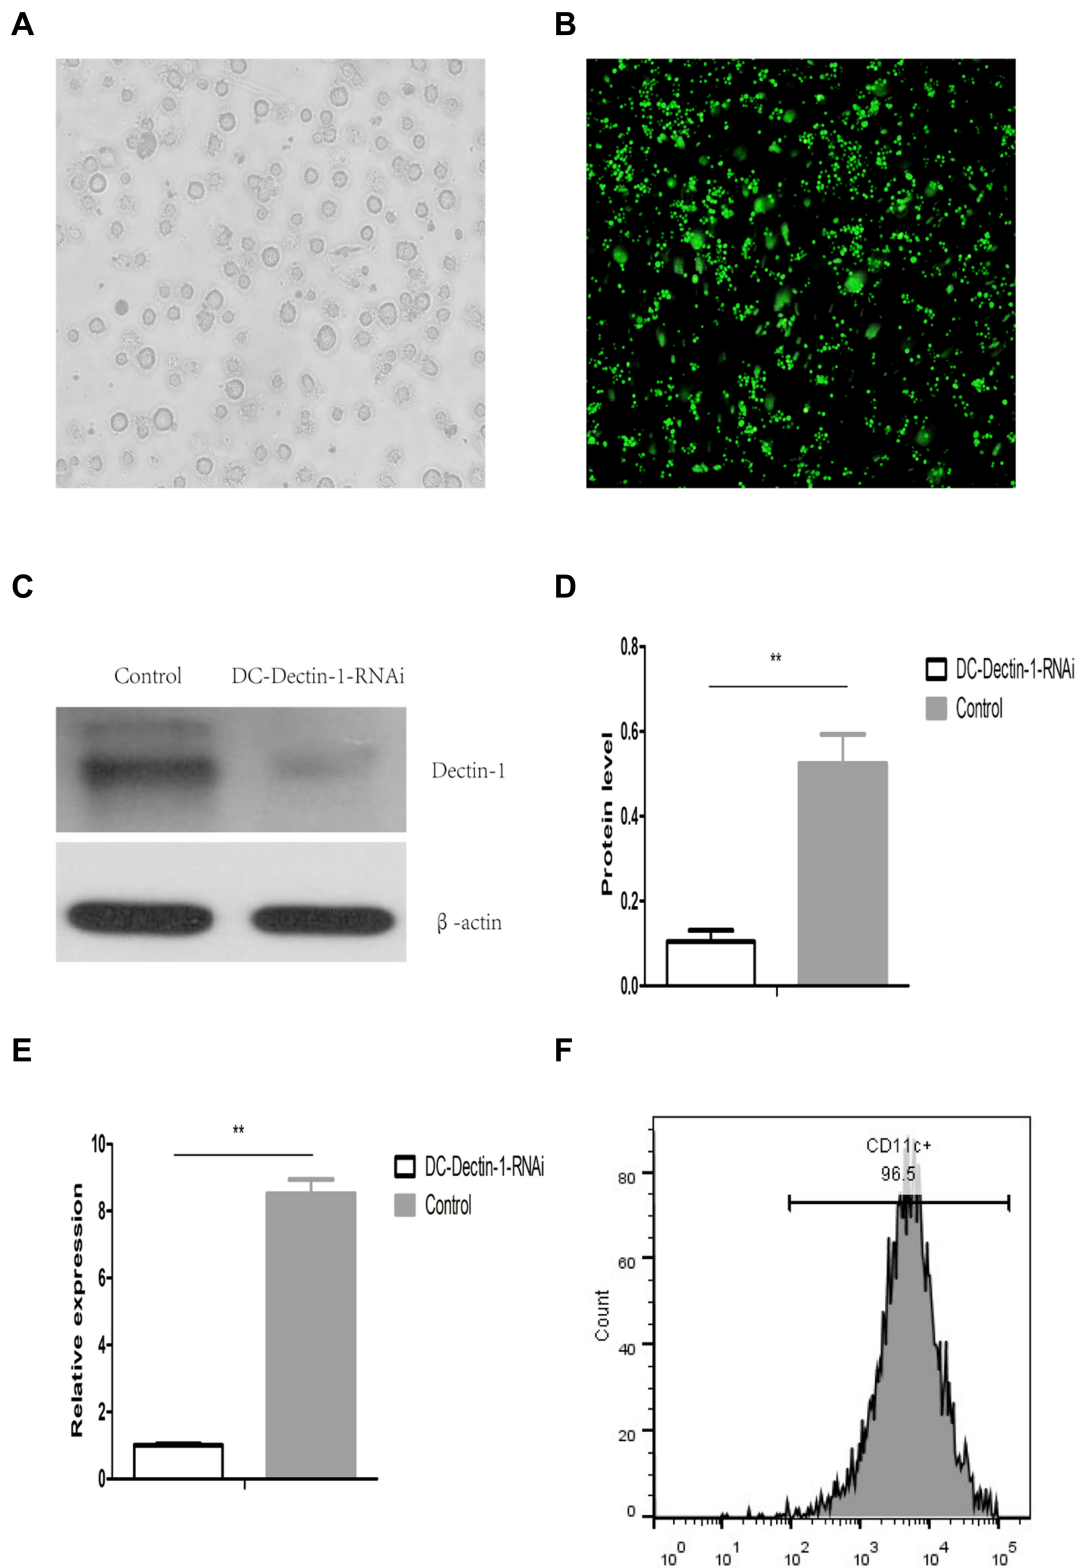 A
B
C
D
Control
DC-Dectin-1-RNAi
Dectin-1
β-actin
0.8
0.6
0.4
0.2
0.0
Protein level
**
DC-Dectin-1-RNAi
Control
E
F
10
8
6
4
2
0
Relative expression
**
DC-Dectin-1-RNAi
Control
CD11c+
96.5
80
60
40
20
0
Count
10^0 10^1 10^2 10^3 10^4 10^5